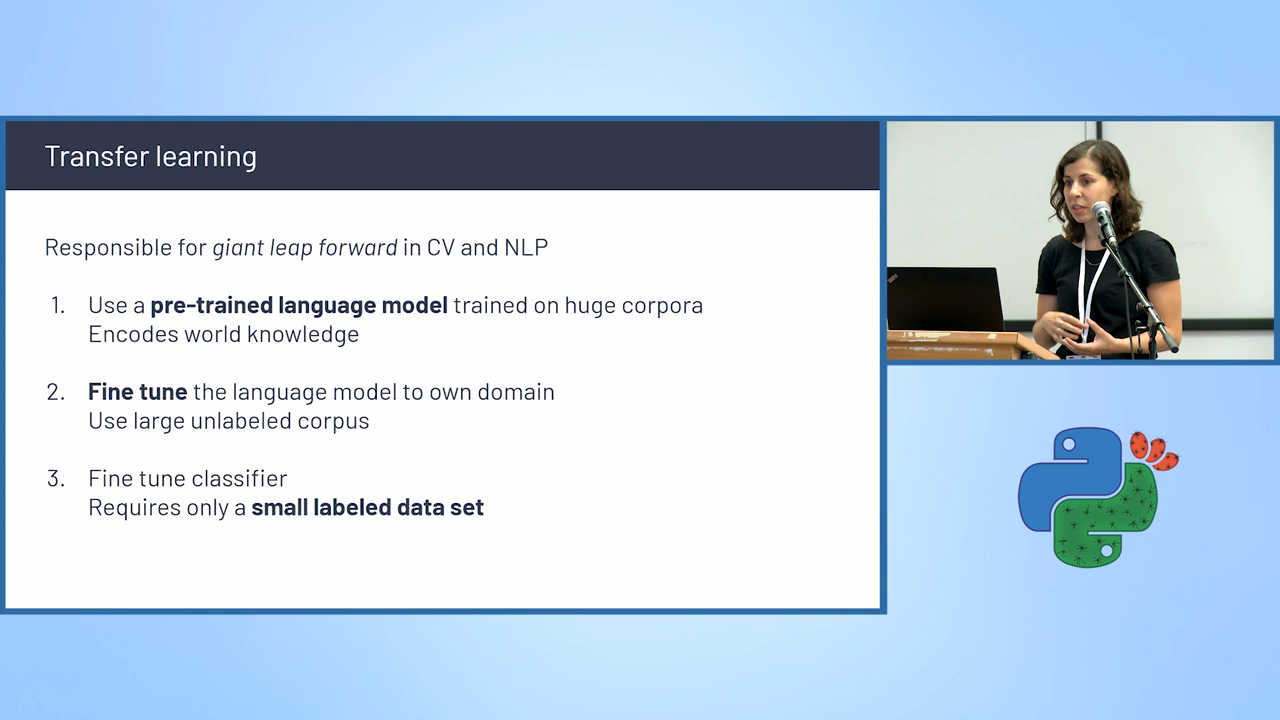 Transfer learning
Responsible for giant leap forward in CV and NLP
1. Use a pre-trained language model trained on huge corpora
Encodes world knowledge
2. Fine tune the language model to own domain
Use large unlabeled corpus
3. Fine tune classifier
Requires only a small labeled data set